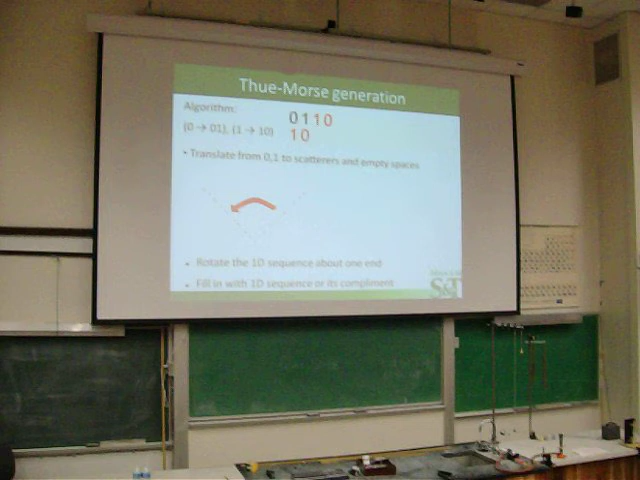 Thue-Morse generation
Algorithm:
0110
(0 → 01), (1 → 10)
10
• Translate from 0,1 to scatterers and empty spaces
• Rotate the 1D sequence about one end
• Fill in with 1D sequence or its compliment
S&T